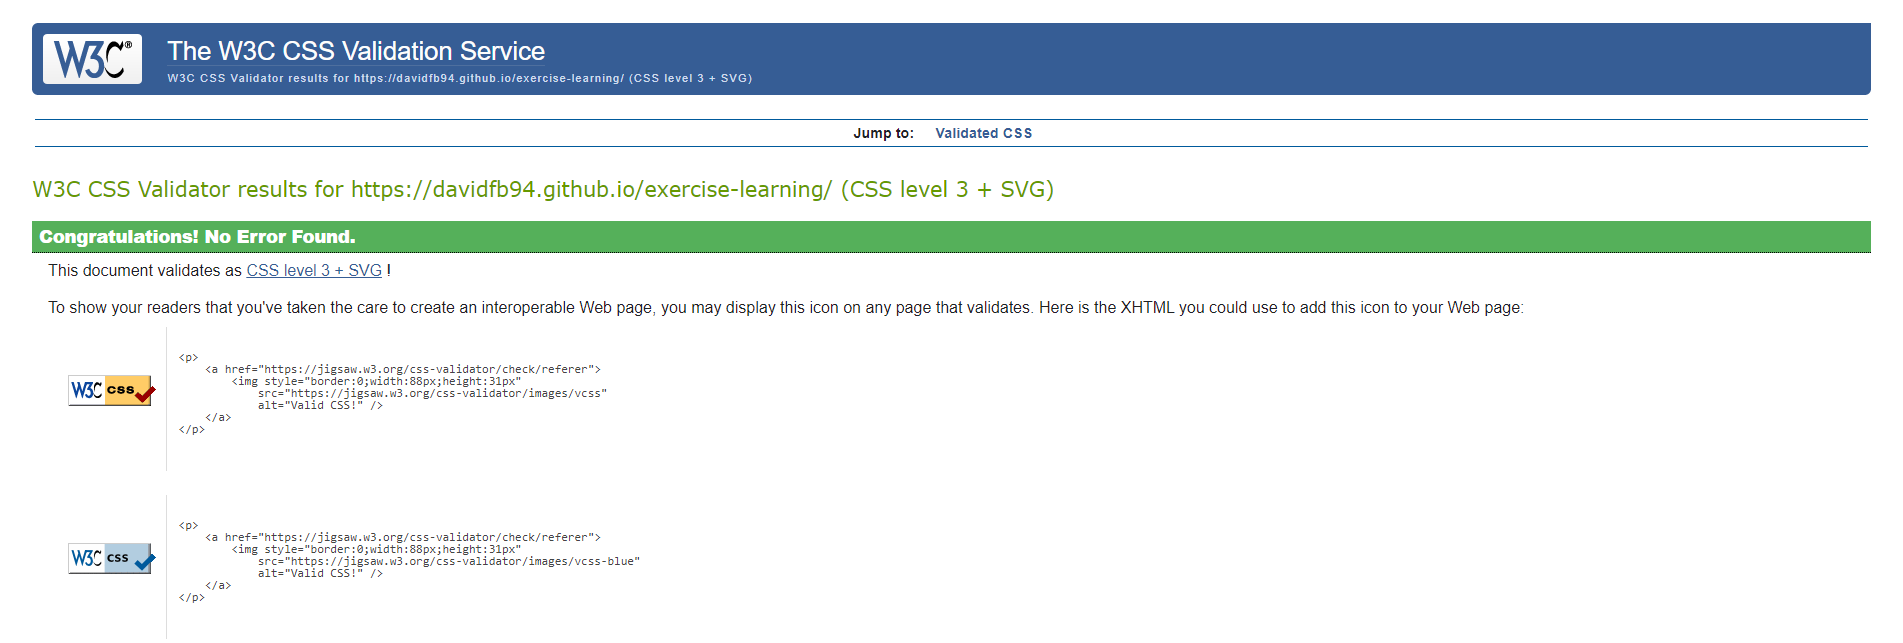 W3C®
The W3C CSS Validation Service
W3C CSS Validator results for https://davidfb94.github.io/exercise-learning/ (CSS level 3 + SVG)
Jump to: Validated CSS
W3C CSS Validator results for https://davidfb94.github.io/exercise-learning/ (CSS level 3 + SVG)
Congratulations! No Error Found.
This document validates as CSS level 3 + SVG !
To show your readers that you've taken the care to create an interoperable Web page, you may display this icon on any page that validates. Here is the XHTML you could use to add this icon to your Web page:
W3C css
<p>
<a href="https://jigsaw.w3.org/css-validator/check/referer">
<img style="border:0;width:88px;height:31px"
src="https://jigsaw.w3.org/css-validator/images/vcss"
alt="Valid CSS!" />
</a>
</p>
W3C css
<p>
<a href="https://jigsaw.w3.org/css-validator/check/referer">
<img style="border:0;width:88px;height:31px"
src="https://jigsaw.w3.org/css-validator/images/vcss-blue"
alt="Valid CSS!" />
</a>
</p>